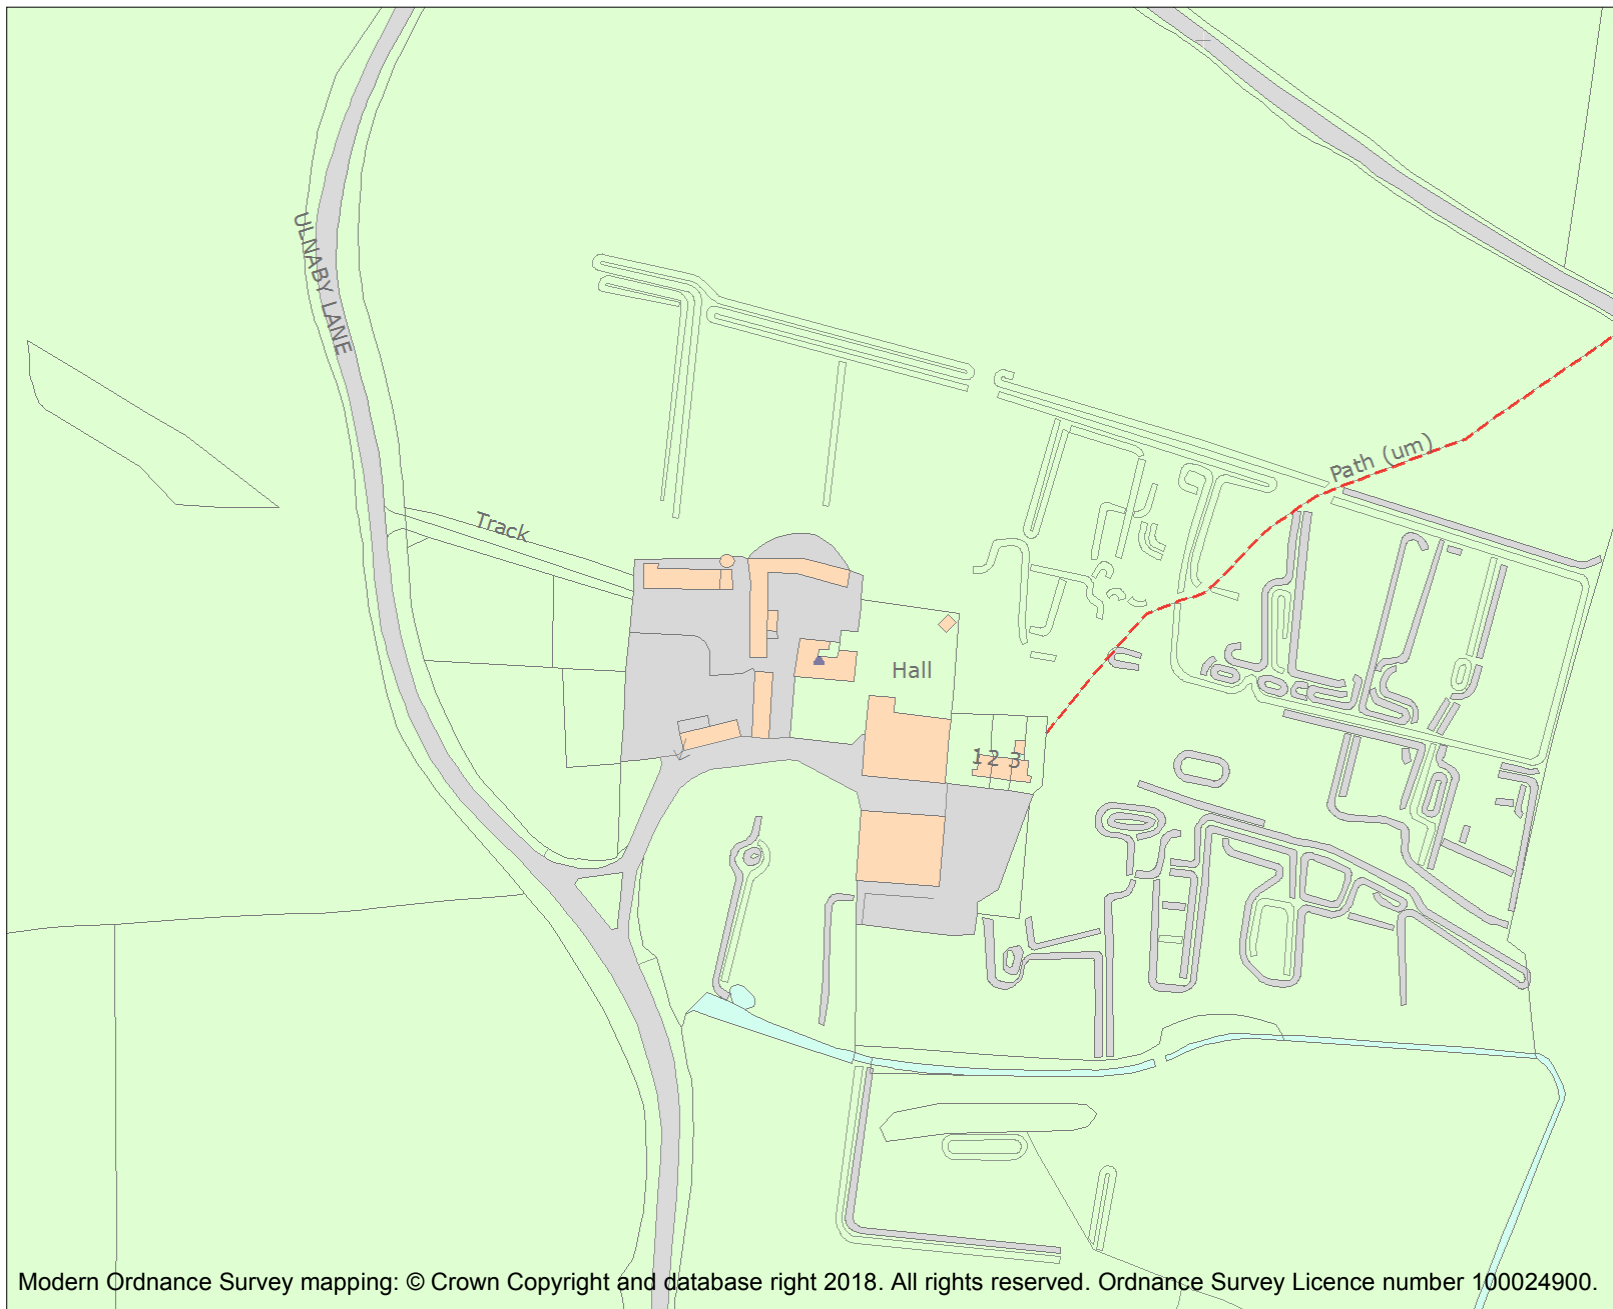 ULNABY LANE
Path (um)
Track
Hall
1 2 3
Modern Ordnance Survey mapping: © Crown Copyright and database right 2018. All rights reserved. Ordnance Survey Licence number 100024900.